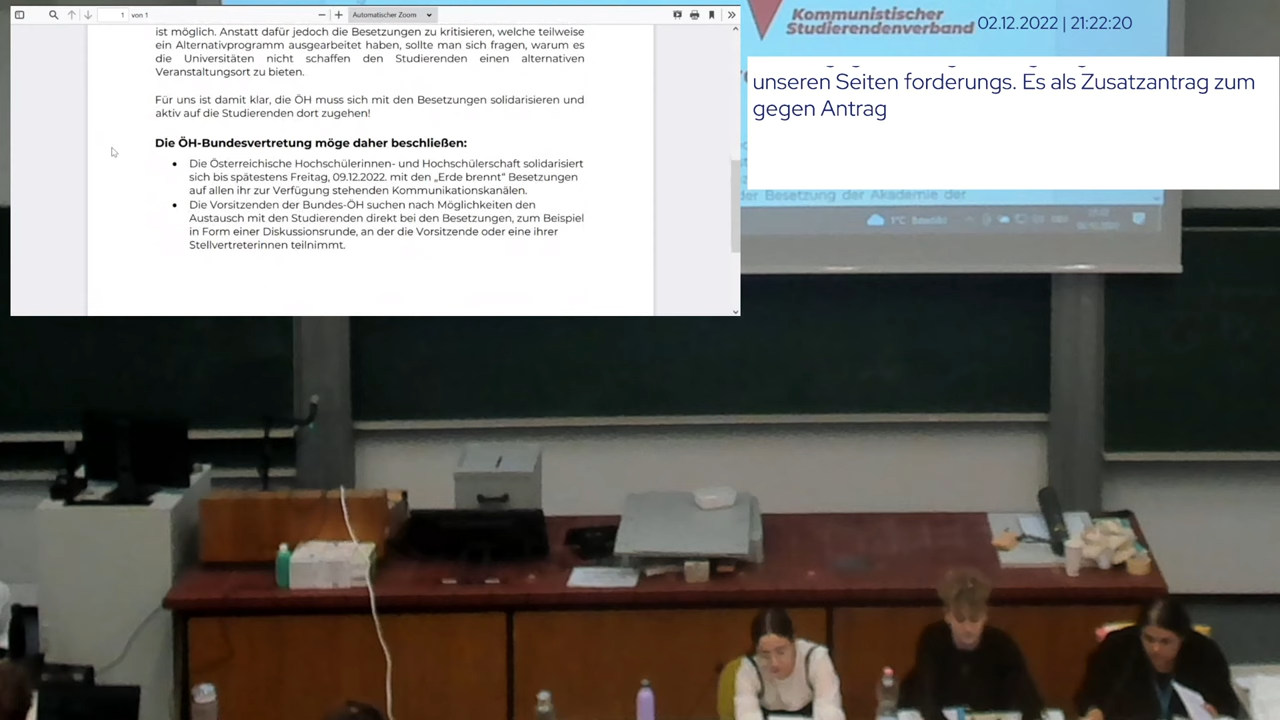 1 von 1 Automatischer Zoom
ist möglich. Anstatt dafür jedoch die Besetzungen zu kritisieren, welche teilweise
ein Alternativprogramm ausgearbeitet haben, sollte man sich fragen, warum es
die Universitäten nicht schaffen den Studierenden einen alternativen
Veranstaltungsort zu bieten.
Für uns ist damit klar, die ÖH muss sich mit den Besetzungen solidarisieren und
aktiv auf die Studierenden dort zugehen!
Die ÖH-Bundesvertretung möge daher beschließen:
• Die Österreichische Hochschülerinnen- und Hochschülerschaft solidarisiert
sich bis spätestens Freitag, 09.12.2022. mit den „Erde brennt" Besetzungen
auf allen ihr zur Verfügung stehenden Kommunikationskanälen.
• Die Vorsitzenden der Bundes-ÖH suchen nach Möglichkeiten den
Austausch mit den Studierenden direkt bei den Besetzungen, zum Beispiel
in Form einer Diskussionsrunde, an der die Vorsitzende oder eine ihrer
Stellvertreterinnen teilnimmt.
Kommunistischer
Studierendenverband
02.12.2022 | 21:22:20
unseren Seiten forderungs. Es als Zusatzantrag zum
gegen Antrag
der Besetzung der Akademie der